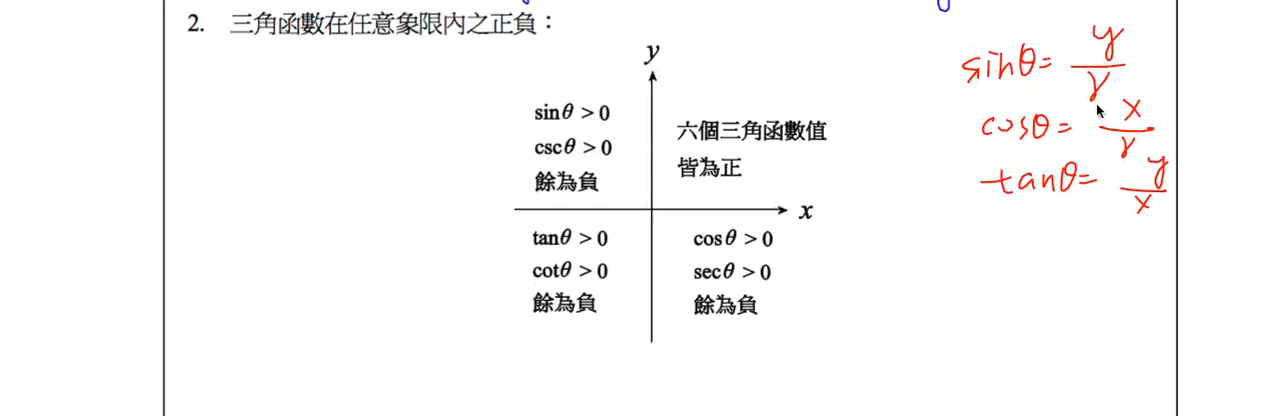 2. 三角函數在任意象限內之正負：
y
sinθ > 0
cscθ > 0
餘為負
六個三角函數值
皆為正
x
tanθ > 0
cotθ > 0
餘為負
cosθ > 0
secθ > 0
餘為負
sinθ= y/r
cosθ= x/r
tanθ= y/x